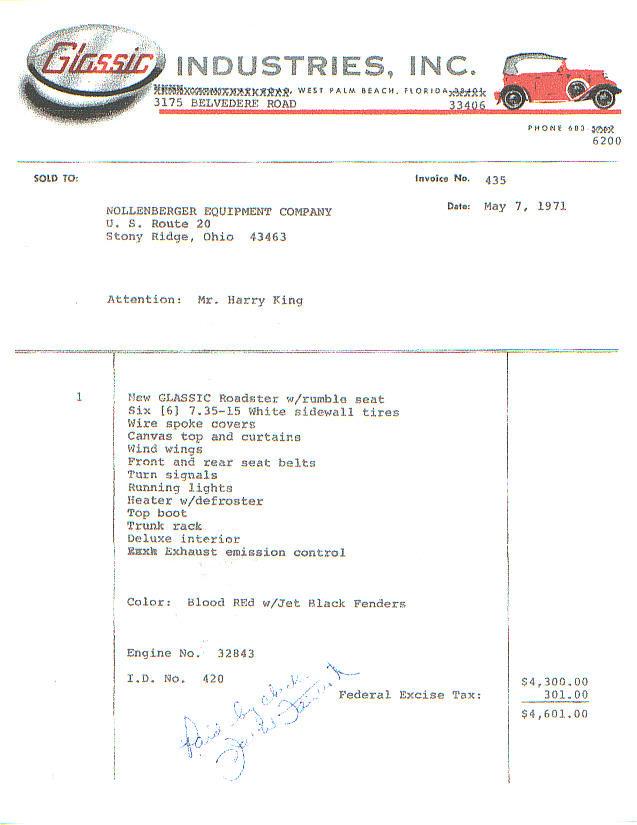 Glassic INDUSTRIES, INC.
, WEST PALM BEACH, FLORIDA
3175 BELVEDERE ROAD 33406
PHONE 683
6200
SOLD TO:
Invoice No. 435
Date: May 7, 1971
NOLLENBERGER EQUIPMENT COMPANY
U. S. Route 20
Stony Ridge, Ohio 43463
Attention: Mr. Harry King
1 New GLASSIC Roadster w/rumble seat
Six [6] 7.35-15 White sidewall tires
Wire spoke covers
Canvas top and curtains
Wind wings
Front and rear seat belts
Turn signals
Running lights
Heater w/defroster
Top boot
Trunk rack
Deluxe interior
Exhaust emission control
Color: Blood REd w/Jet Black Fenders
Engine No. 32843
I.D. No. 420 $4,300.00
Federal Excise Tax: 301.00
$4,601.00
Paid by check